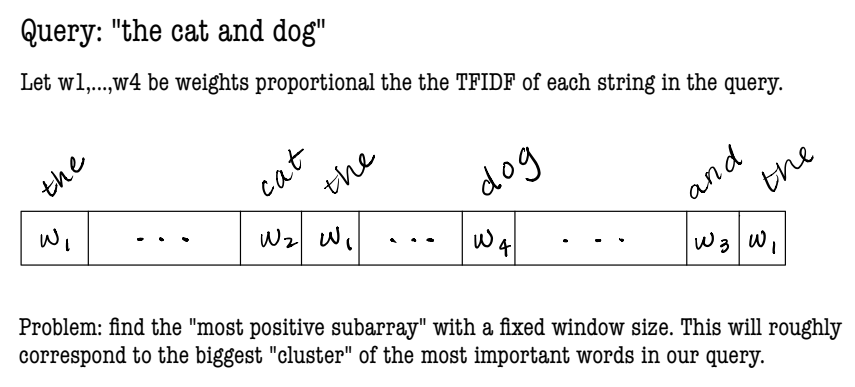 Query: "the cat and dog"
Let w1,...,w4 be weights proportional the the TFIDF of each string in the query.
the cat the dog and the
w₁ ... w₂ w₁ ... w₄ ... w₃ w₁
Problem: find the "most positive subarray" with a fixed window size. This will roughly
correspond to the biggest "cluster" of the most important words in our query.